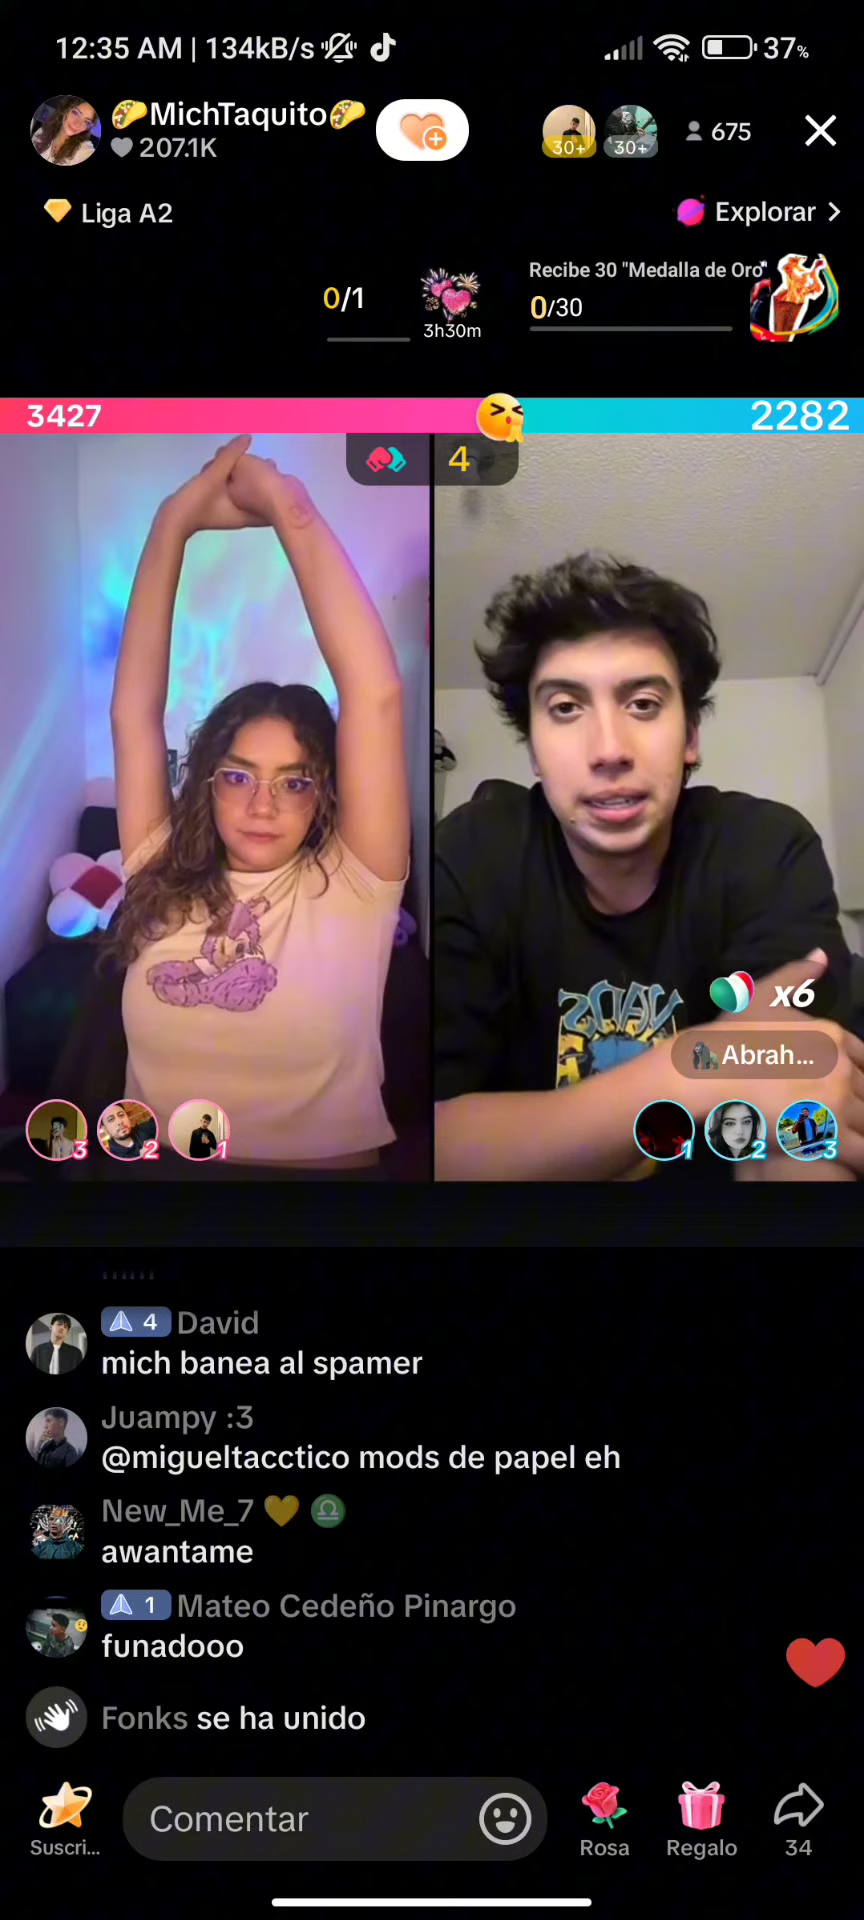 12:35 AM | 134kB/s
37%
🌮MichTaquito🌮
207.1K
30+
30+
675
Liga A2
Explorar >
0/1
3h30m
Recibe 30 "Medalla de Oro"
0/30
3427
2282
4
VANS
x6
Abrah...
3
2
1
1
2
3
4 David
mich banea al spamer
Juampy :3
@migueltacctico mods de papel eh
New_Me_7 💛 ♎
awantame
1 Mateo Cedeño Pinargo
funadooo
Fonks se ha unido
Suscri...
Comentar
Rosa
Regalo
34